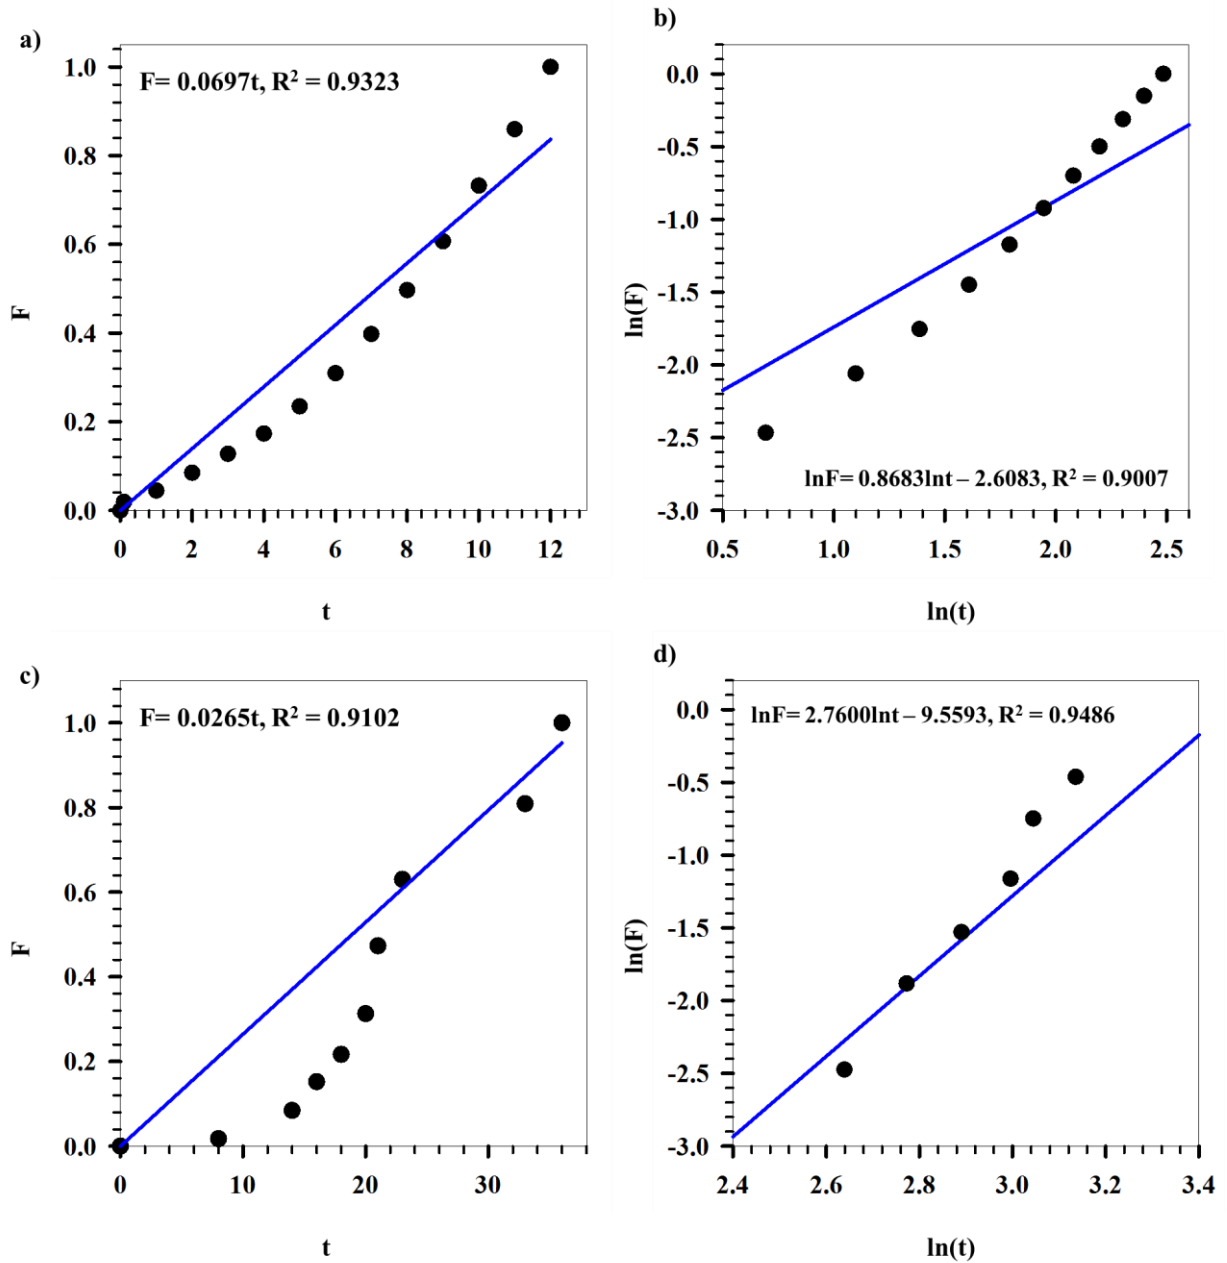 a)
F= 0.0697t, R² = 0.9323
1.0
0.8
0.6
0.4
0.2
0.0
F
0 2 4 6 8 10 12
t
b)
0.0
-0.5
-1.0
-1.5
-2.0
-2.5
-3.0
ln(F)
lnF= 0.8683lnt – 2.6083, R² = 0.9007
0.5 1.0 1.5 2.0 2.5
ln(t)
c)
F= 0.0265t, R² = 0.9102
1.0
0.8
0.6
0.4
0.2
0.0
F
0 10 20 30
t
d)
lnF= 2.7600lnt – 9.5593, R² = 0.9486
0.0
-0.5
-1.0
-1.5
-2.0
-2.5
-3.0
ln(F)
2.4 2.6 2.8 3.0 3.2 3.4
ln(t)